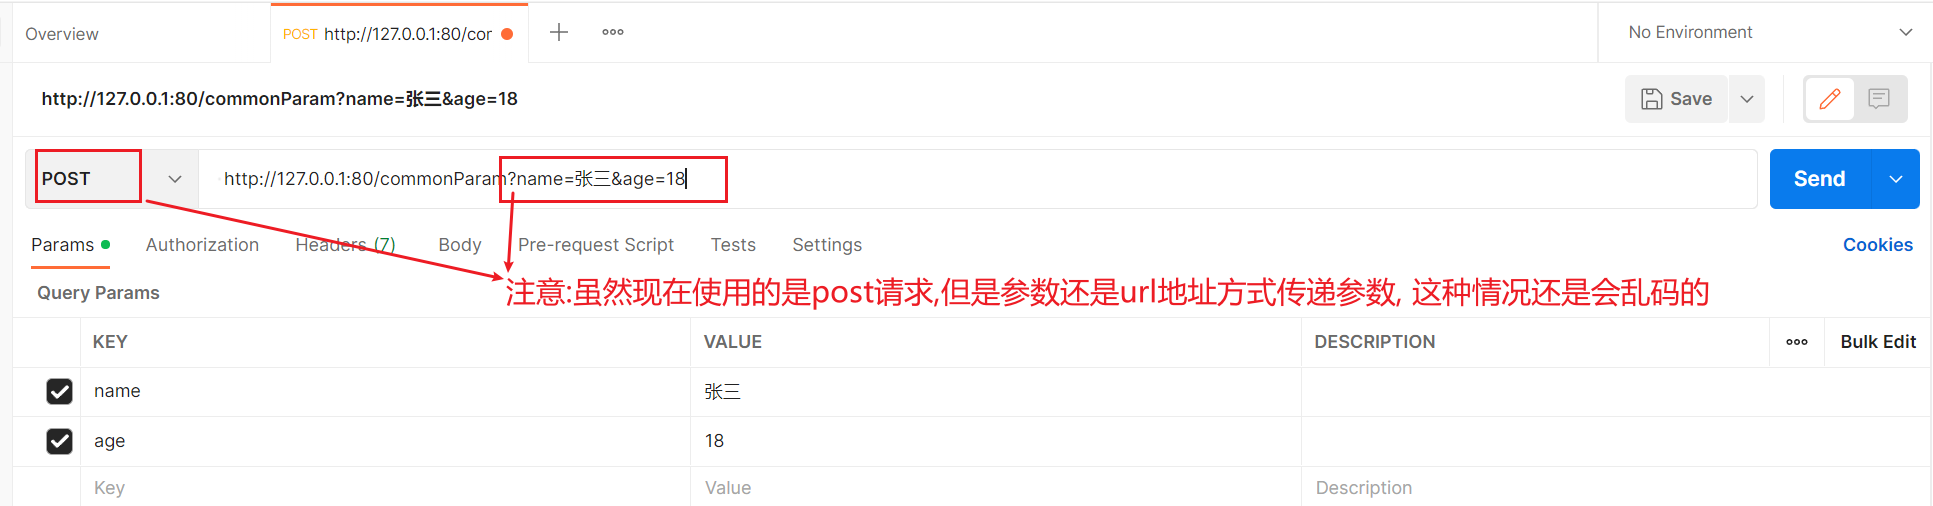 Overview
POST http://127.0.0.1:80/cor
No Environment
http://127.0.0.1:80/commonParam?name=张三&age=18
Save
POST
http://127.0.0.1:80/commonParam?name=张三&age=18
Send
Params
Authorization
Headers (7)
Body
Pre-request Script
Tests
Settings
Cookies
注意:虽然现在使用的是post请求,但是参数还是url地址方式传递参数, 这种情况还是会乱码的
Query Params
KEY
VALUE
DESCRIPTION
Bulk Edit
name
张三
age
18
Key
Value
Description